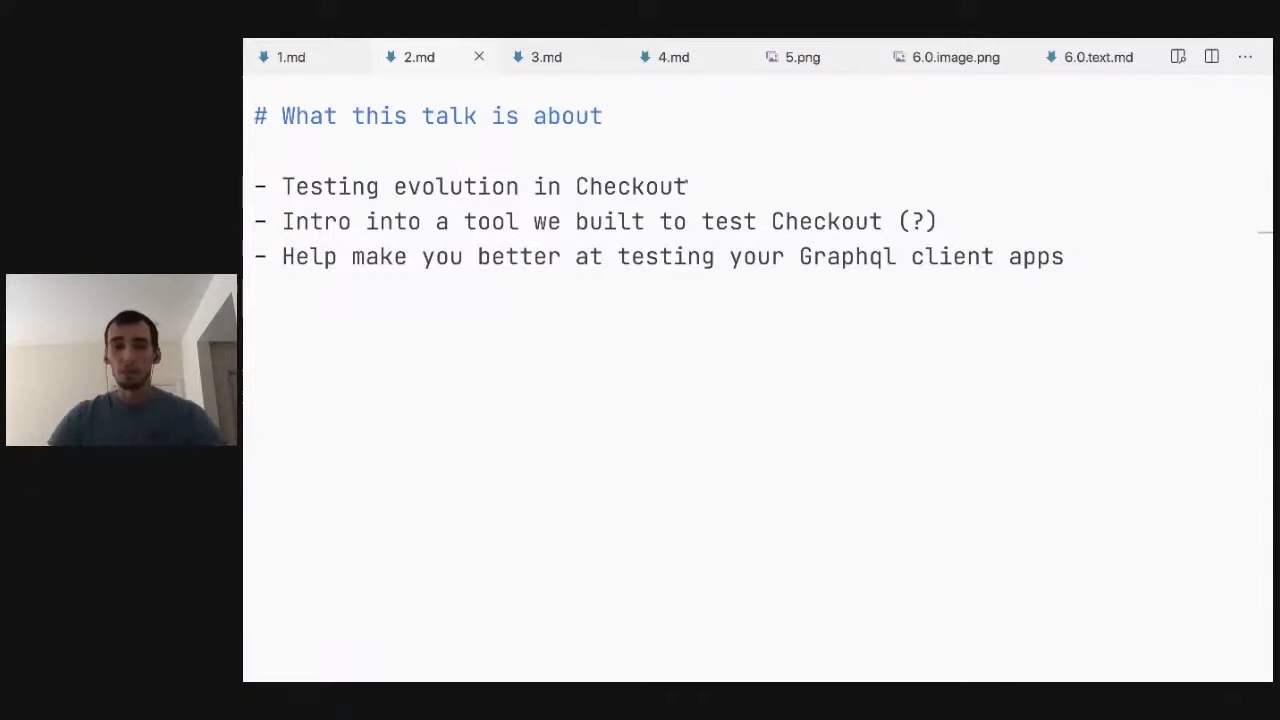 1.md 2.md 3.md 4.md 5.png 6.0.image.png 6.0.text.md
# What this talk is about
- Testing evolution in Checkout
- Intro into a tool we built to test Checkout (?)
- Help make you better at testing your Graphql client apps